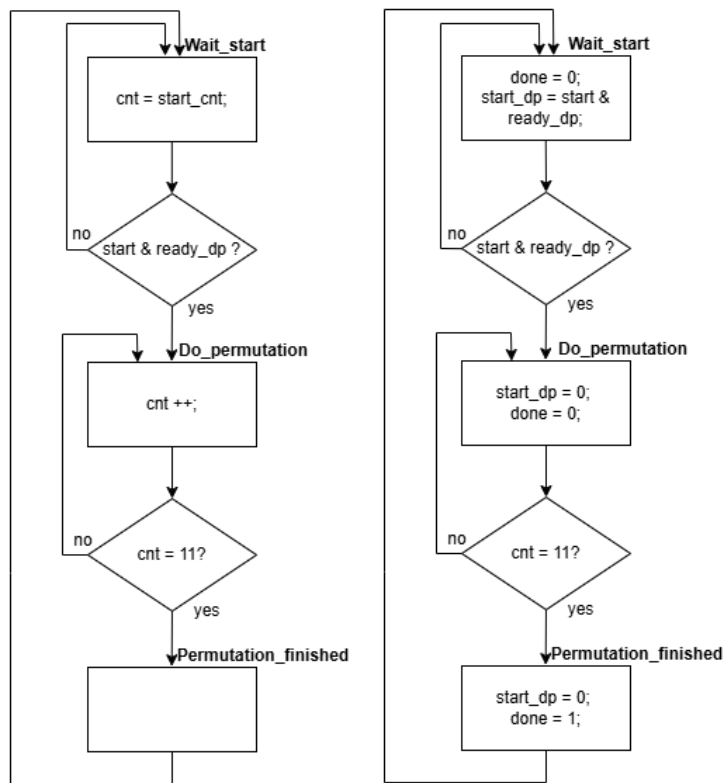 Wait_start
cnt = start_cnt;
no
start & ready_dp ?
yes
Do_permutation
cnt ++;
no
cnt = 11?
yes
Permutation_finished
Wait_start
done = 0;
start_dp = start &
ready_dp;
no
start & ready_dp ?
yes
Do_permutation
start_dp = 0;
done = 0;
no
cnt = 11?
yes
Permutation_finished
start_dp = 0;
done = 1;